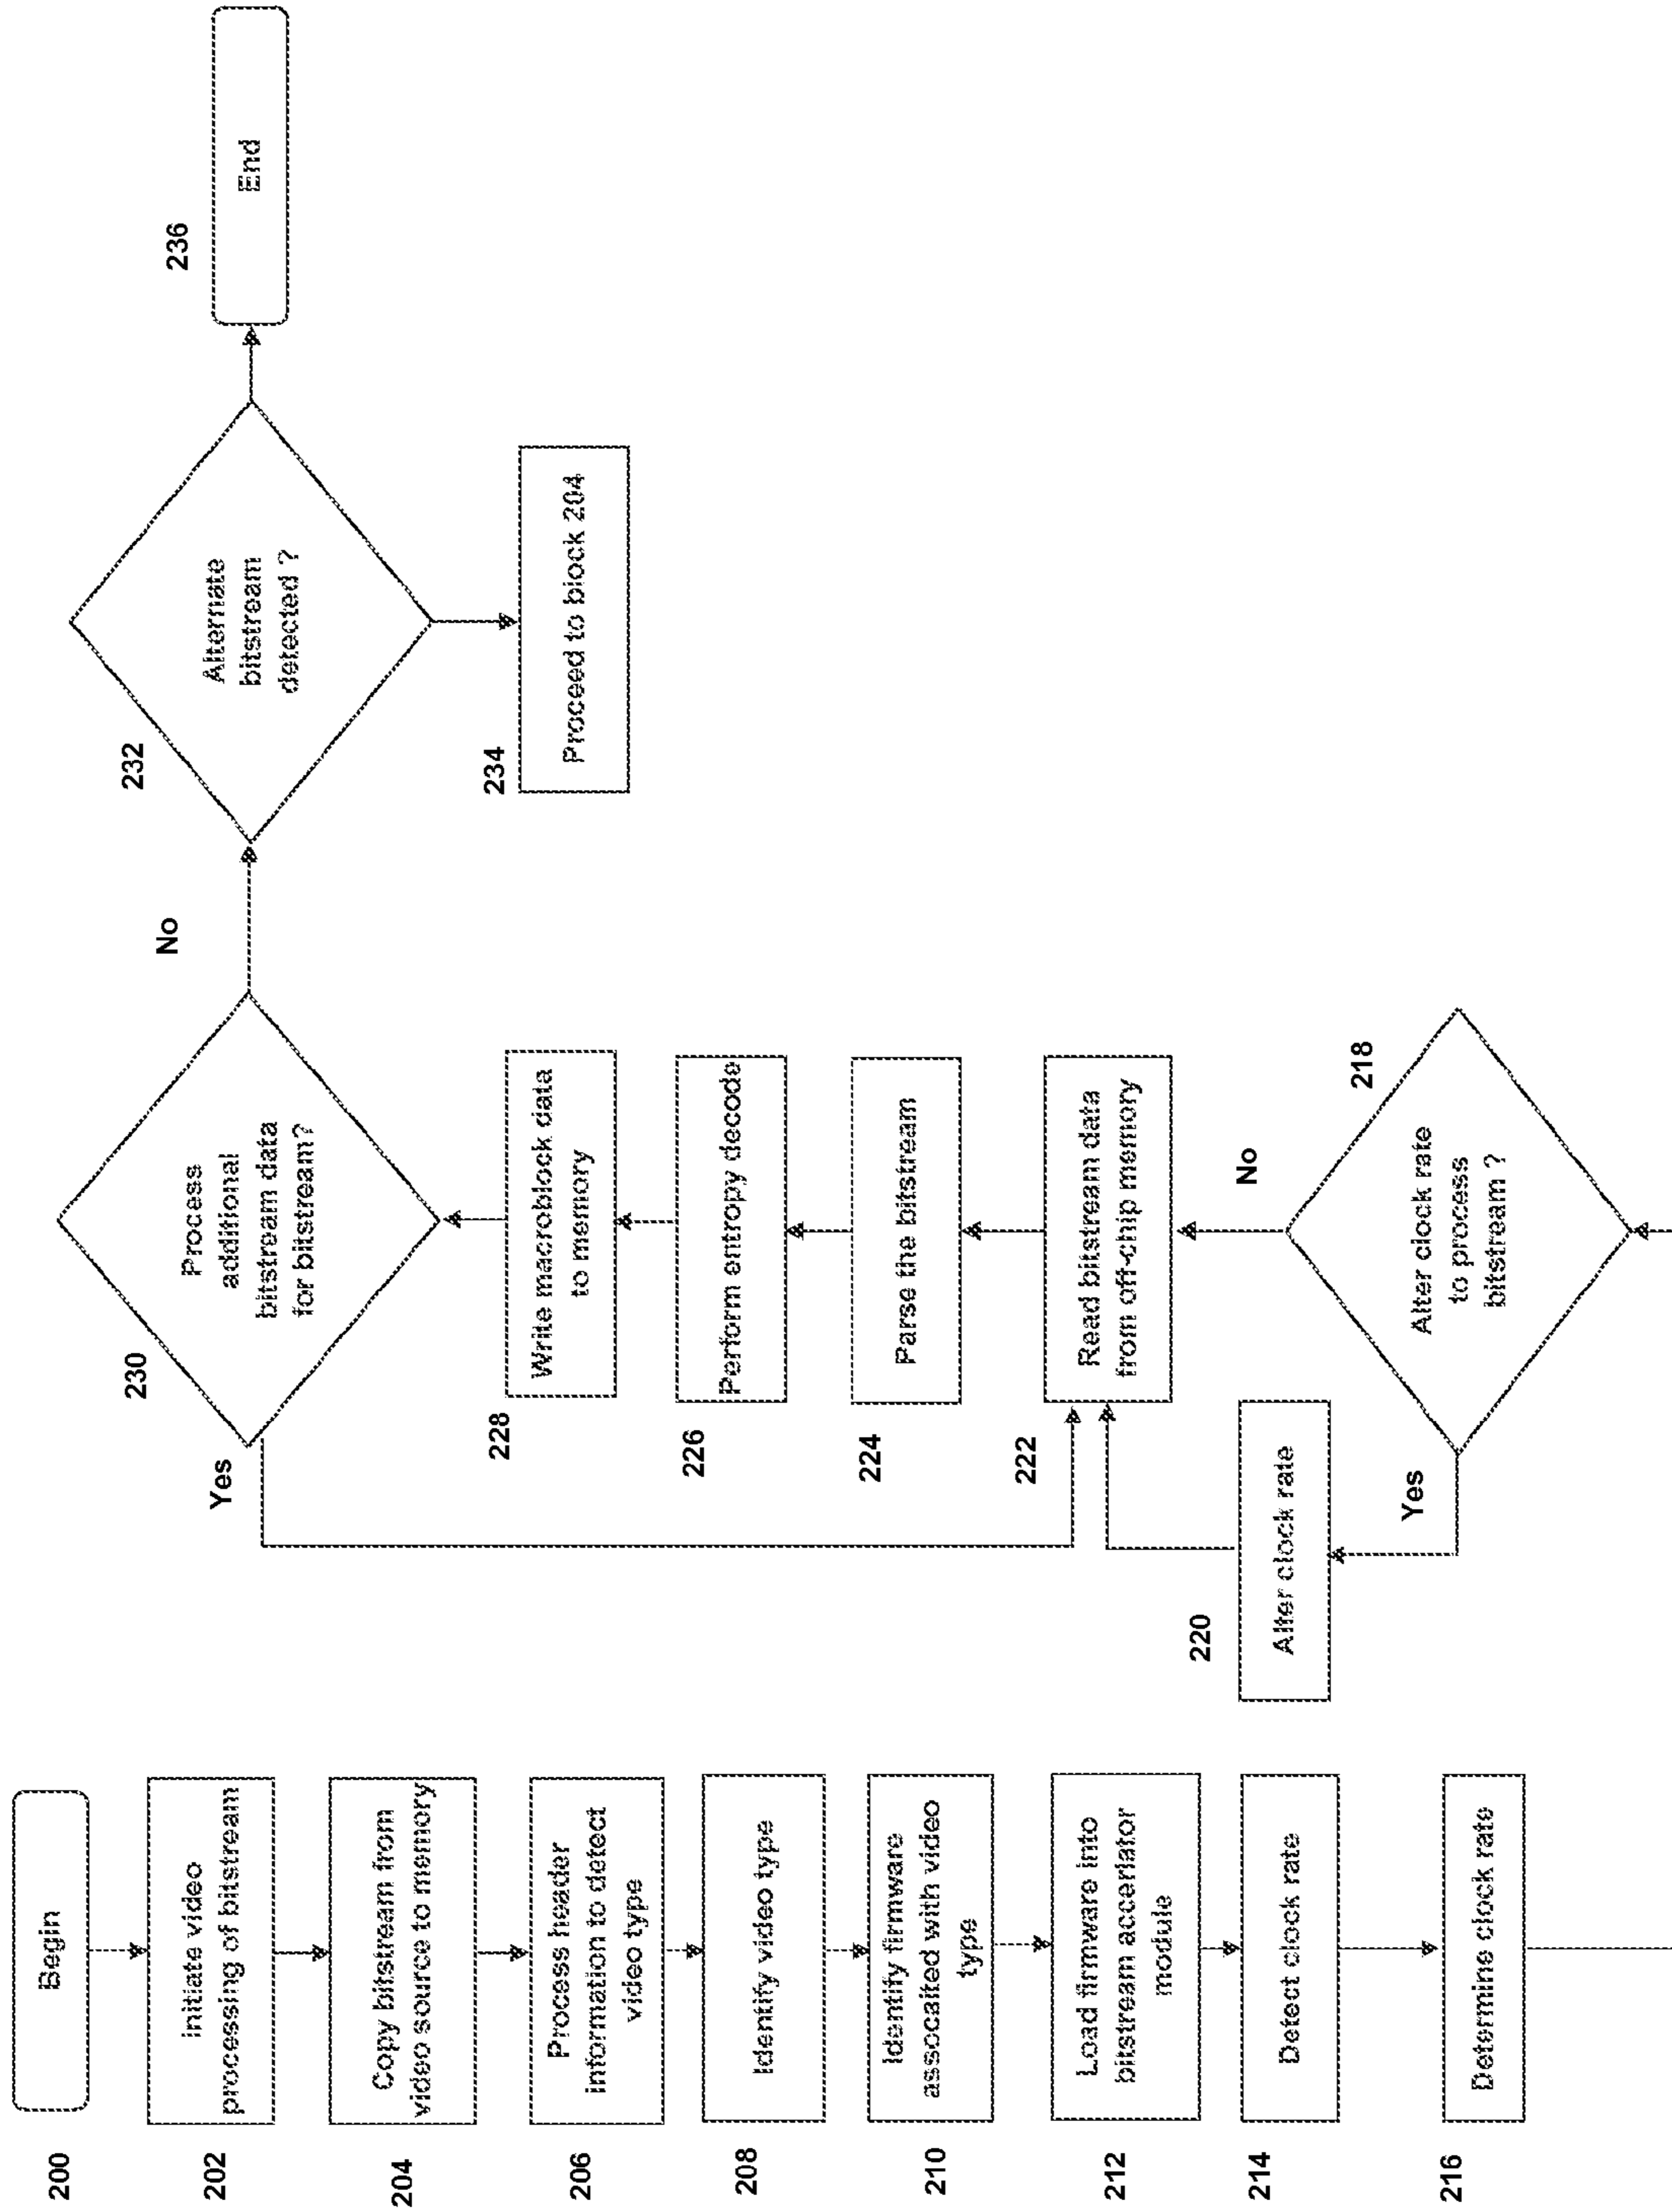 200
Begin
202
Initiate video
processing of bitstream
204
Copy bitstream from
video source to memory
206
Process header
information to detect
video type
208
Identify video type
210
Identify firmware
assocaited with video
type
212
Load firmware into
bitstream accerlator
module
214
Detect clock rate
216
Determine clock rate
218
Alter clock rate
to process
bitstream ?
Yes
No
220
Alter clock rate
222
Read bitstream data
from off-chip memory
224
Parse the bitstream
226
Perform entropy decode
228
Write macroblock data
to memory
230
Process
additional
bitstream data
for bitstream?
Yes
No
232
Alternate
bitstream
detected ?
234
Proceed to block 204
236
End